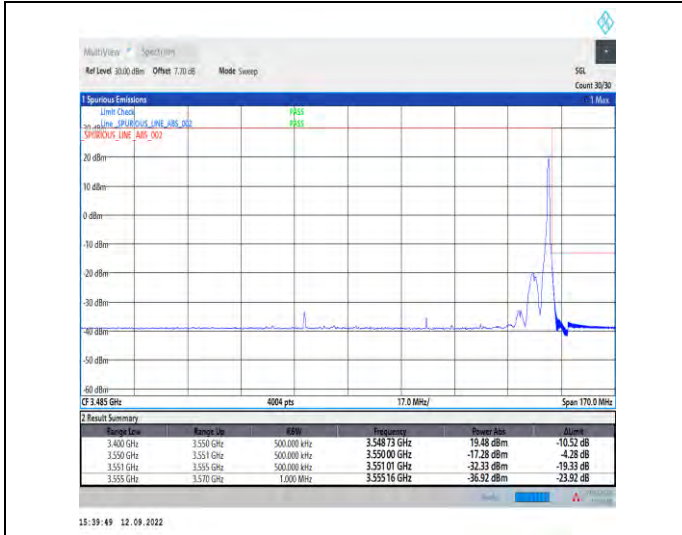 MultiView Spectrum
Ref Level 30.00 dBm Offset 7.70 dB Mode Sweep SGL
Count 30/30
1 Spurious Emissions 1 Max
Limit Check PASS
Line _SPURIOUS_LINE_ABS_002 PASS
_SPURIOUS_LINE_ABS_002
20 dBm
10 dBm
0 dBm
-10 dBm
-20 dBm
-30 dBm
-40 dBm
-50 dBm
-60 dBm
CF 3.485 GHz 4004 pts 17.0 MHz/ Span 170.0 MHz
2 Result Summary
Range Low Range Up RBW Frequency Power Abs ΔLimit
3.400 GHz 3.550 GHz 500.000 kHz 3.548 73 GHz 19.48 dBm -10.52 dB
3.550 GHz 3.551 GHz 500.000 kHz 3.550 00 GHz -17.28 dBm -4.28 dB
3.551 GHz 3.555 GHz 500.000 kHz 3.551 01 GHz -32.33 dBm -19.33 dB
3.555 GHz 3.570 GHz 1.000 MHz 3.555 16 GHz -36.92 dBm -23.92 dB
15:39:49 12.09.2022